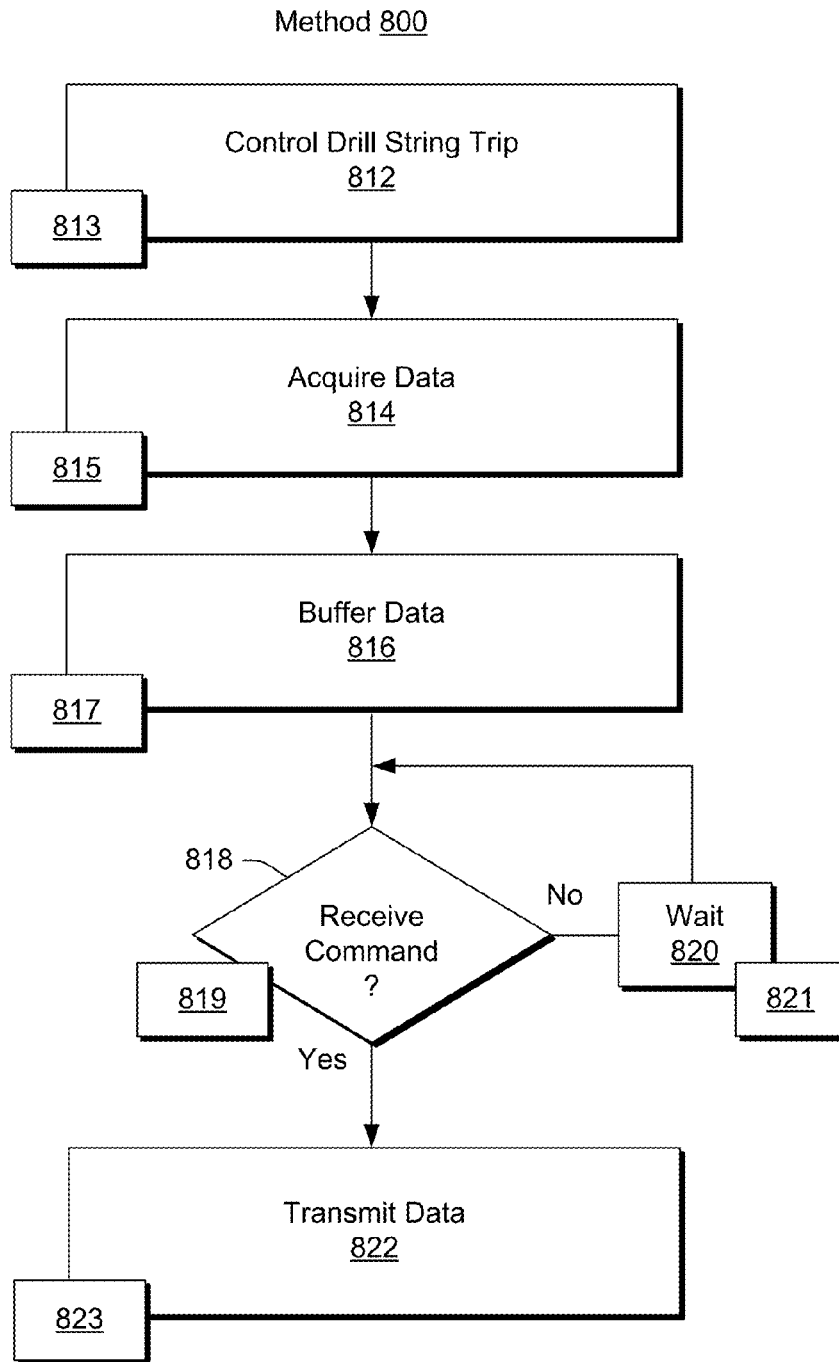 Method 800
Control Drill String Trip
812
813
Acquire Data
814
815
Buffer Data
816
817
818
Receive
Command
?
No
Wait
820
821
819
Yes
Transmit Data
822
823